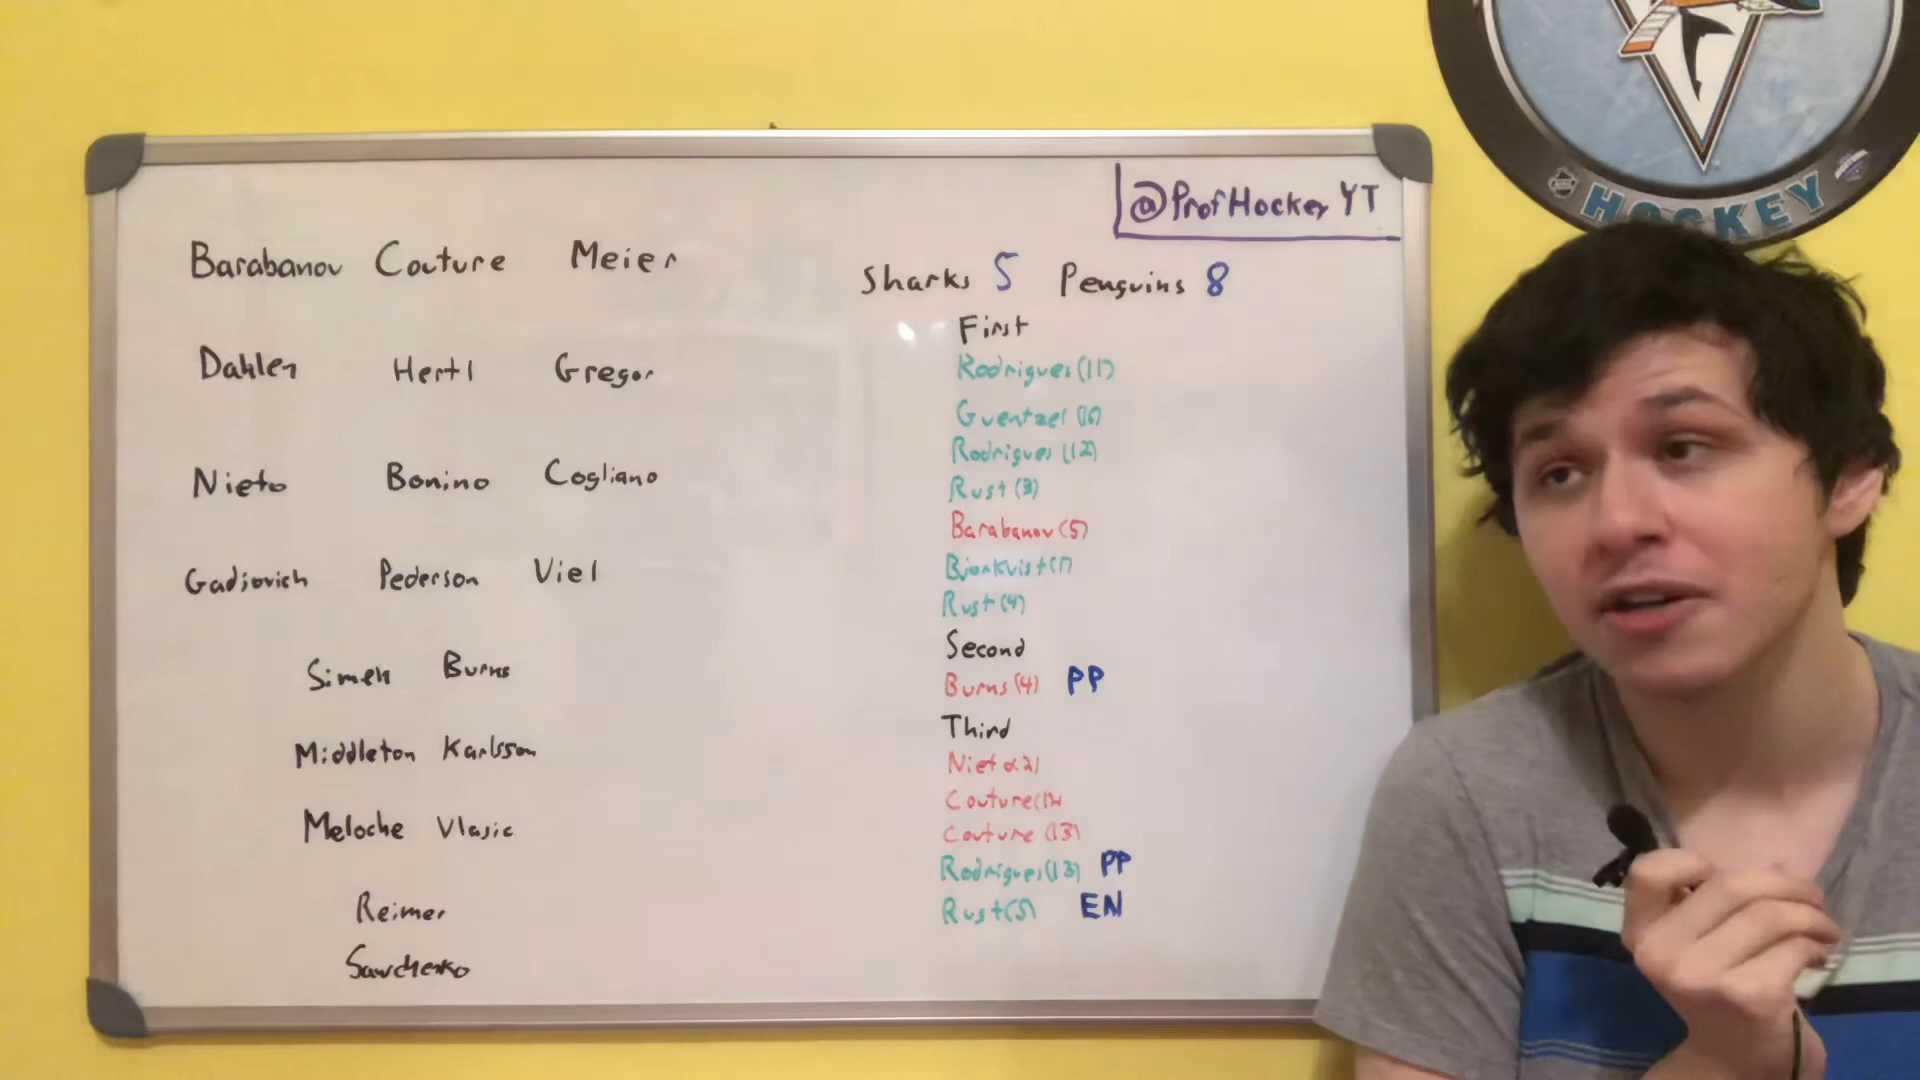 HOCKEY
@ProfHockeyYT
Barabanov Couture Meier
Dahlen Hertl Gregor
Nieto Bonino Cogliano
Gadjovich Pederson Viel
Simek Burns
Middleton Karlsson
Meloche Vlasic
Reimer
Sawchenko
Sharks 5 Penguins 8
First
Rodrigues (11)
Guentzel (16)
Rodrigues (12)
Rust (3)
Barabanov (5)
Bjorkvist (1)
Rust (4)
Second
Burns (4) PP
Third
Nieto (2)
Couture (12)
Couture (13)
Rodrigues (13) PP
Rust (5) EN